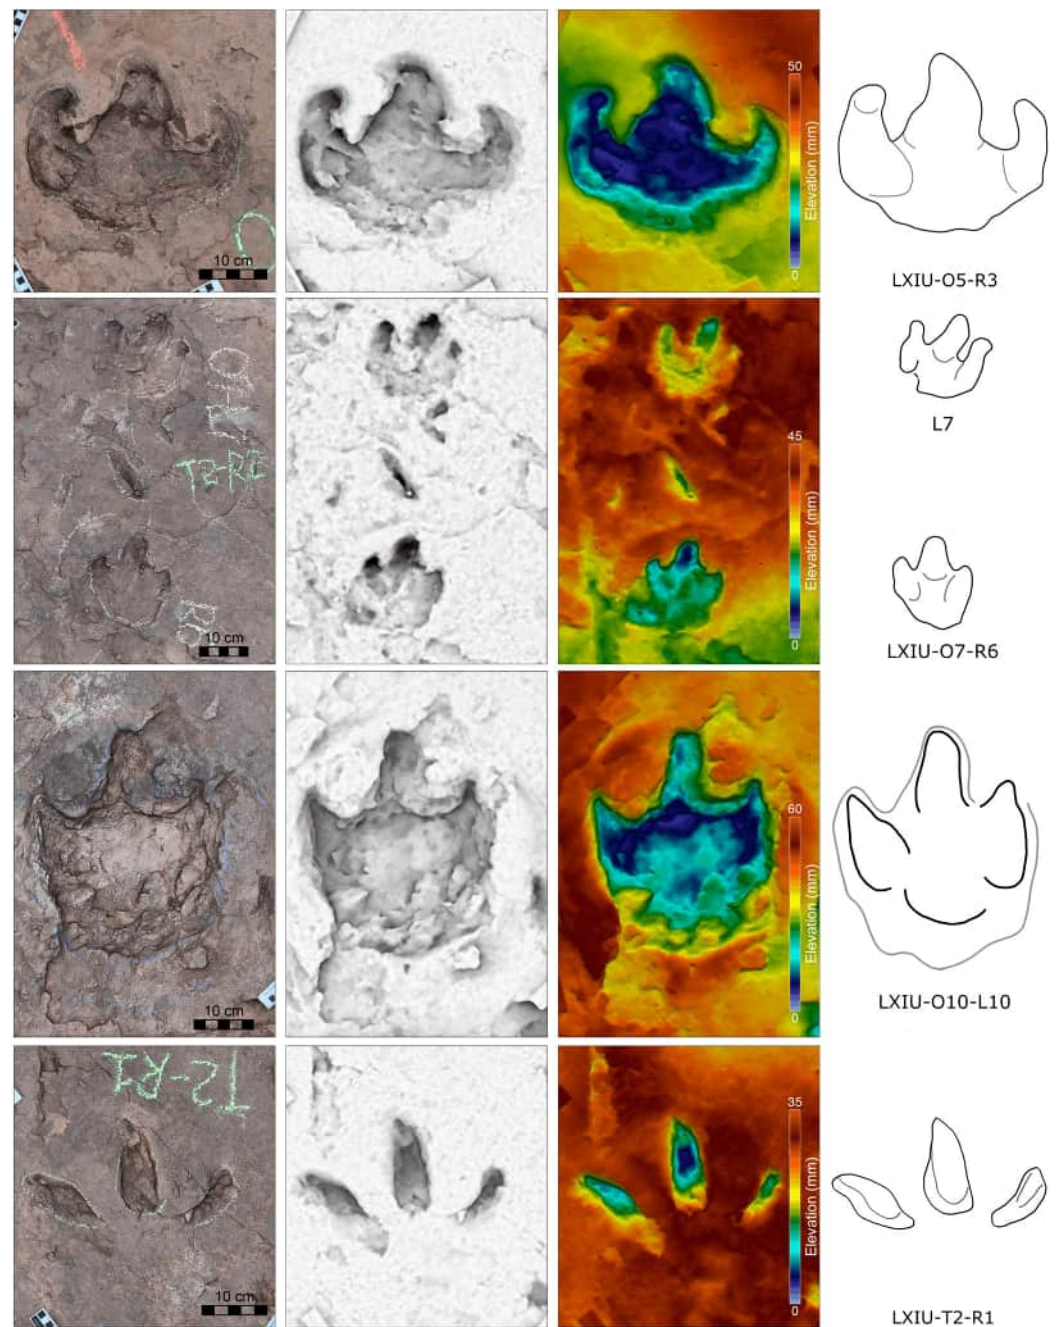 10 cm
50
Elevation (mm)
0
LXIU-O5-R3
T2-R2
10 cm
45
Elevation (mm)
0
L7
LXIU-O7-R6
10 cm
60
Elevation (mm)
0
LXIU-O10-L10
T2-R1
10 cm
35
Elevation (mm)
0
LXIU-T2-R1